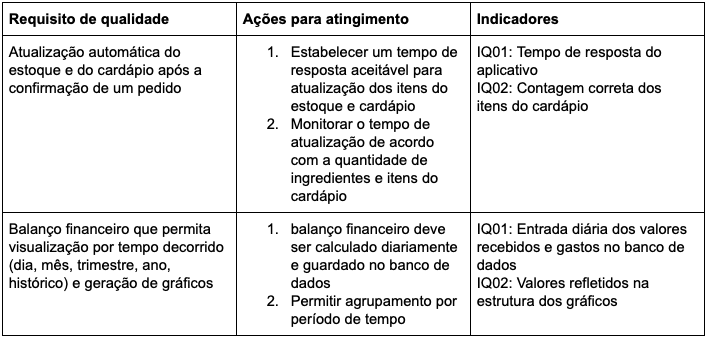 Requisito de qualidade
Ações para atingimento
Indicadores
Atualização automática do
estoque e do cardápio após a
confirmação de um pedido
1. Estabelecer um tempo de
resposta aceitável para
atualização dos itens do
estoque e cardápio
2. Monitorar o tempo de
atualização de acordo
com a quantidade de
ingredientes e itens do
cardápio
IQ01: Tempo de resposta do
aplicativo
IQ02: Contagem correta dos
itens do cardápio
Balanço financeiro que permita
visualização por tempo decorrido
(dia, mês, trimestre, ano,
histórico) e geração de gráficos
1. balanço financeiro deve
ser calculado diariamente
e guardado no banco de
dados
2. Permitir agrupamento por
período de tempo
IQ01: Entrada diária dos valores
recebidos e gastos no banco de
dados
IQ02: Valores refletidos na
estrutura dos gráficos